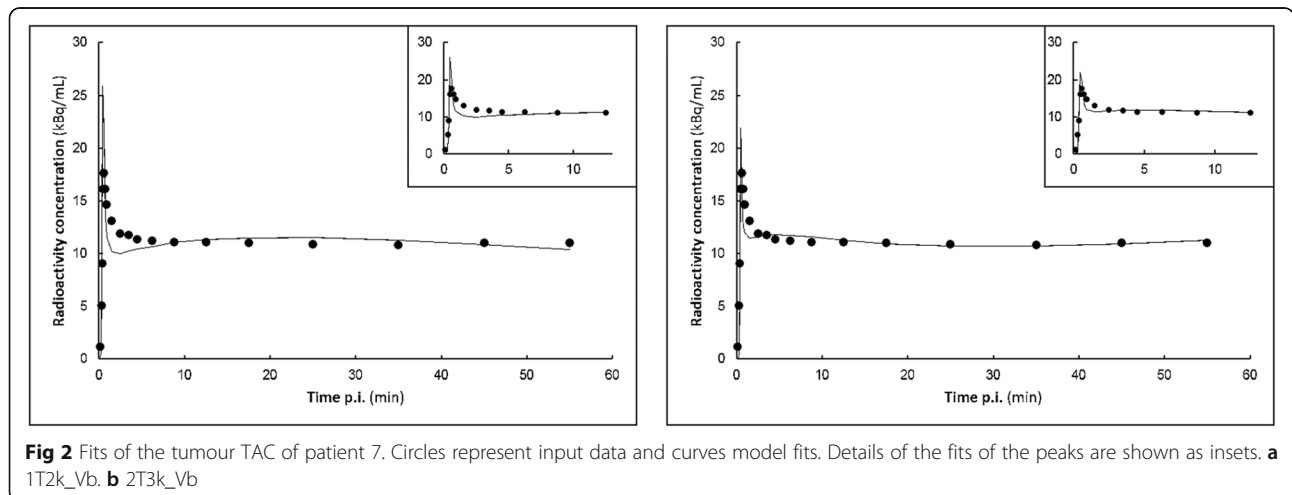 30
25
20
15
10
5
0
Radioactivity concentration (kBq/mL)
0 10 20 30 40 50 60
Time p.i. (min)
30
20
10
0
0 5 10
30
25
20
15
10
5
0
Radioactivity concentration (kBq/mL)
0 10 20 30 40 50 60
Time p.i. (min)
30
20
10
0
0 5 10
Fig 2 Fits of the tumour TAC of patient 7. Circles represent input data and curves model fits. Details of the fits of the peaks are shown as insets. a
1T2k_Vb. b 2T3k_Vb